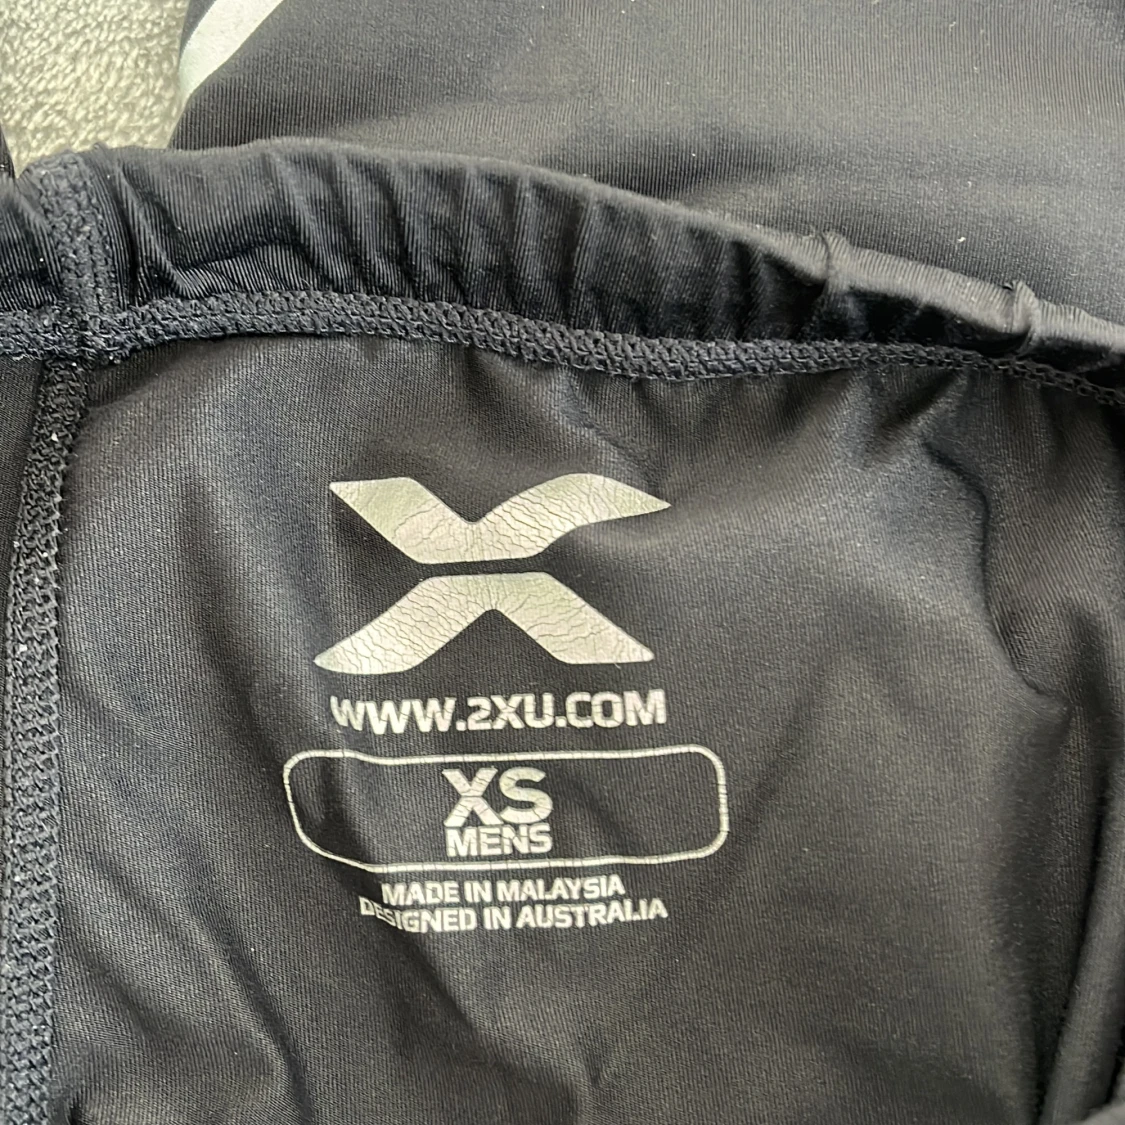 WWW.2XU.COM
XS
MENS
MADE IN MALAYSIA
DESIGNED IN AUSTRALIA